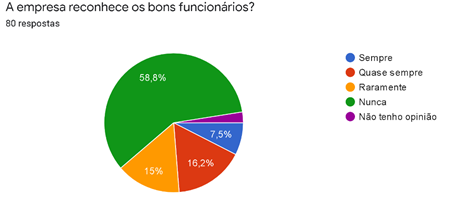 A empresa reconhece os bons funcionários?
80 respostas
Sempre
Quase sempre
Raramente
Nunca
Não tenho opinião
58,8%
7,5%
16,2%
15%